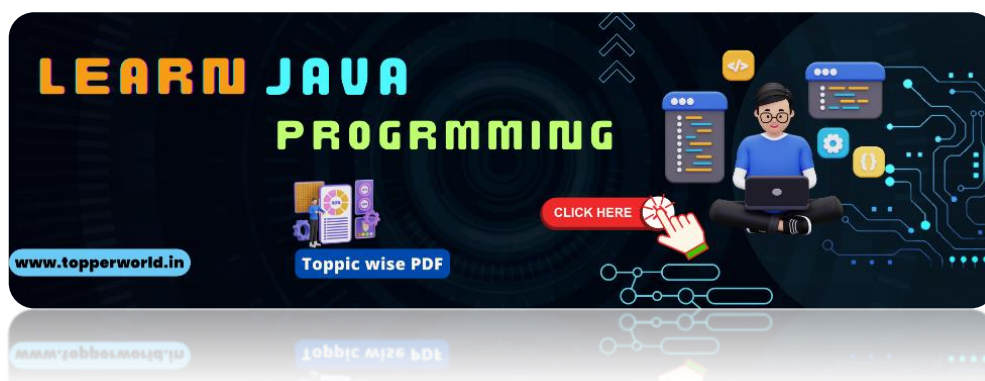 LEARN JAVA
PROGRMMING
CLICK HERE
www.topperworld.in
Toppic wise PDF